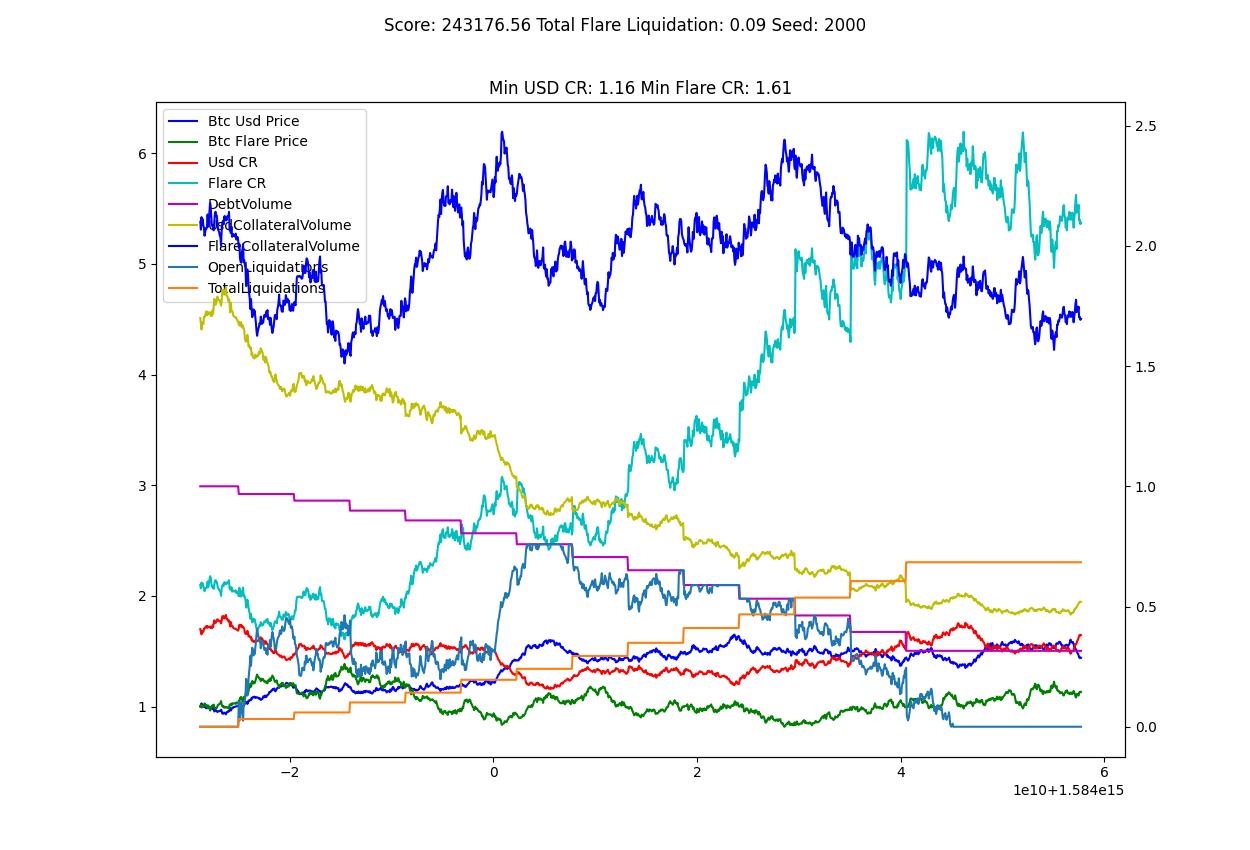 Score: 243176.56 Total Flare Liquidation: 0.09 Seed: 2000
Min USD CR: 1.16 Min Flare CR: 1.61
Btc Usd Price
Btc Flare Price
Usd CR
Flare CR
DebtVolume
UsdCollateralVolume
FlareCollateralVolume
OpenLiquidations
TotalLiquidations
6
5
4
3
2
1
2.5
2.0
1.5
1.0
0.5
0.0
−2
0
2
4
6
1e10+1.584e15